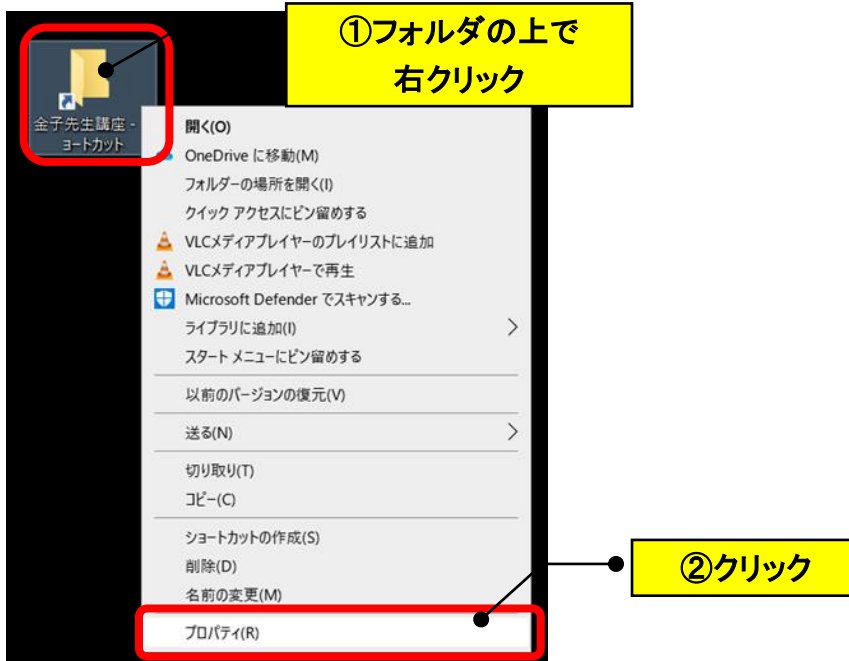 ①フォルダの上で
右クリック
金子先生講座 -
ョートカット
開く(O)
OneDrive に移動(M)
フォルダーの場所を開く(I)
クイック アクセスにピン留めする
VLCメディアプレイヤーのプレイリストに追加
VLCメディアプレイヤーで再生
Microsoft Defender でスキャンする...
ライブラリに追加(I)
スタート メニューにピン留めする
以前のバージョンの復元(V)
送る(N)
切り取り(T)
コピー(C)
ショートカットの作成(S)
削除(D)
名前の変更(M)
②クリック
プロパティ(R)